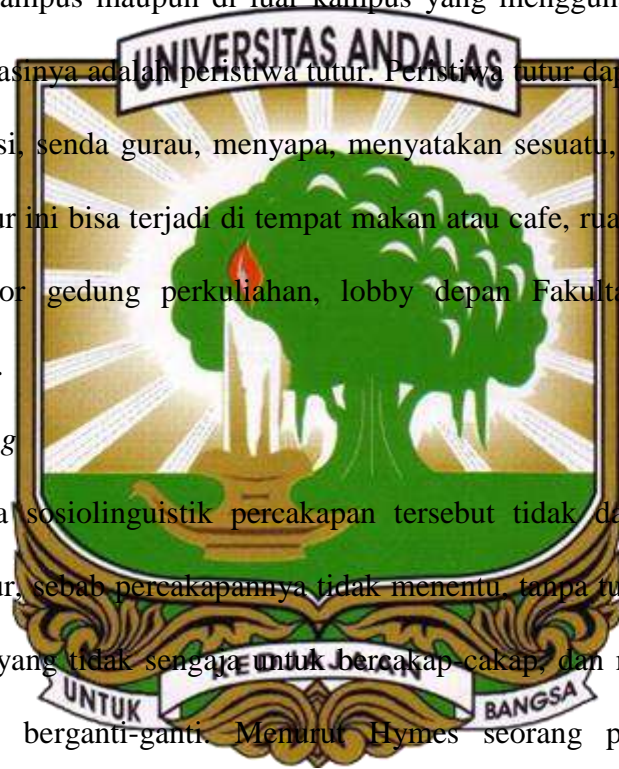 ampus maupun di luar kampus yang menggun
UNIVERSITAS ANDALAS
asinya adalah peristiwa tutur. Peristiwa tutur dap
si, senda gurau, menyapa, menyatakan sesuatu,
ur ini bisa terjadi di tempat makan atau cafe, rua
or gedung perkuliahan, lobby depan Fakulta
.
g
a sosiolinguistik percakapan tersebut tidak da
ur, sebab percakapannya tidak menentu, tanpa tu
yang tidak sengaja untuk bercakap-cakap, dan
UNTUK KEDJAJAAN BANGSA
berganti-ganti. Menurut Hymes seorang p